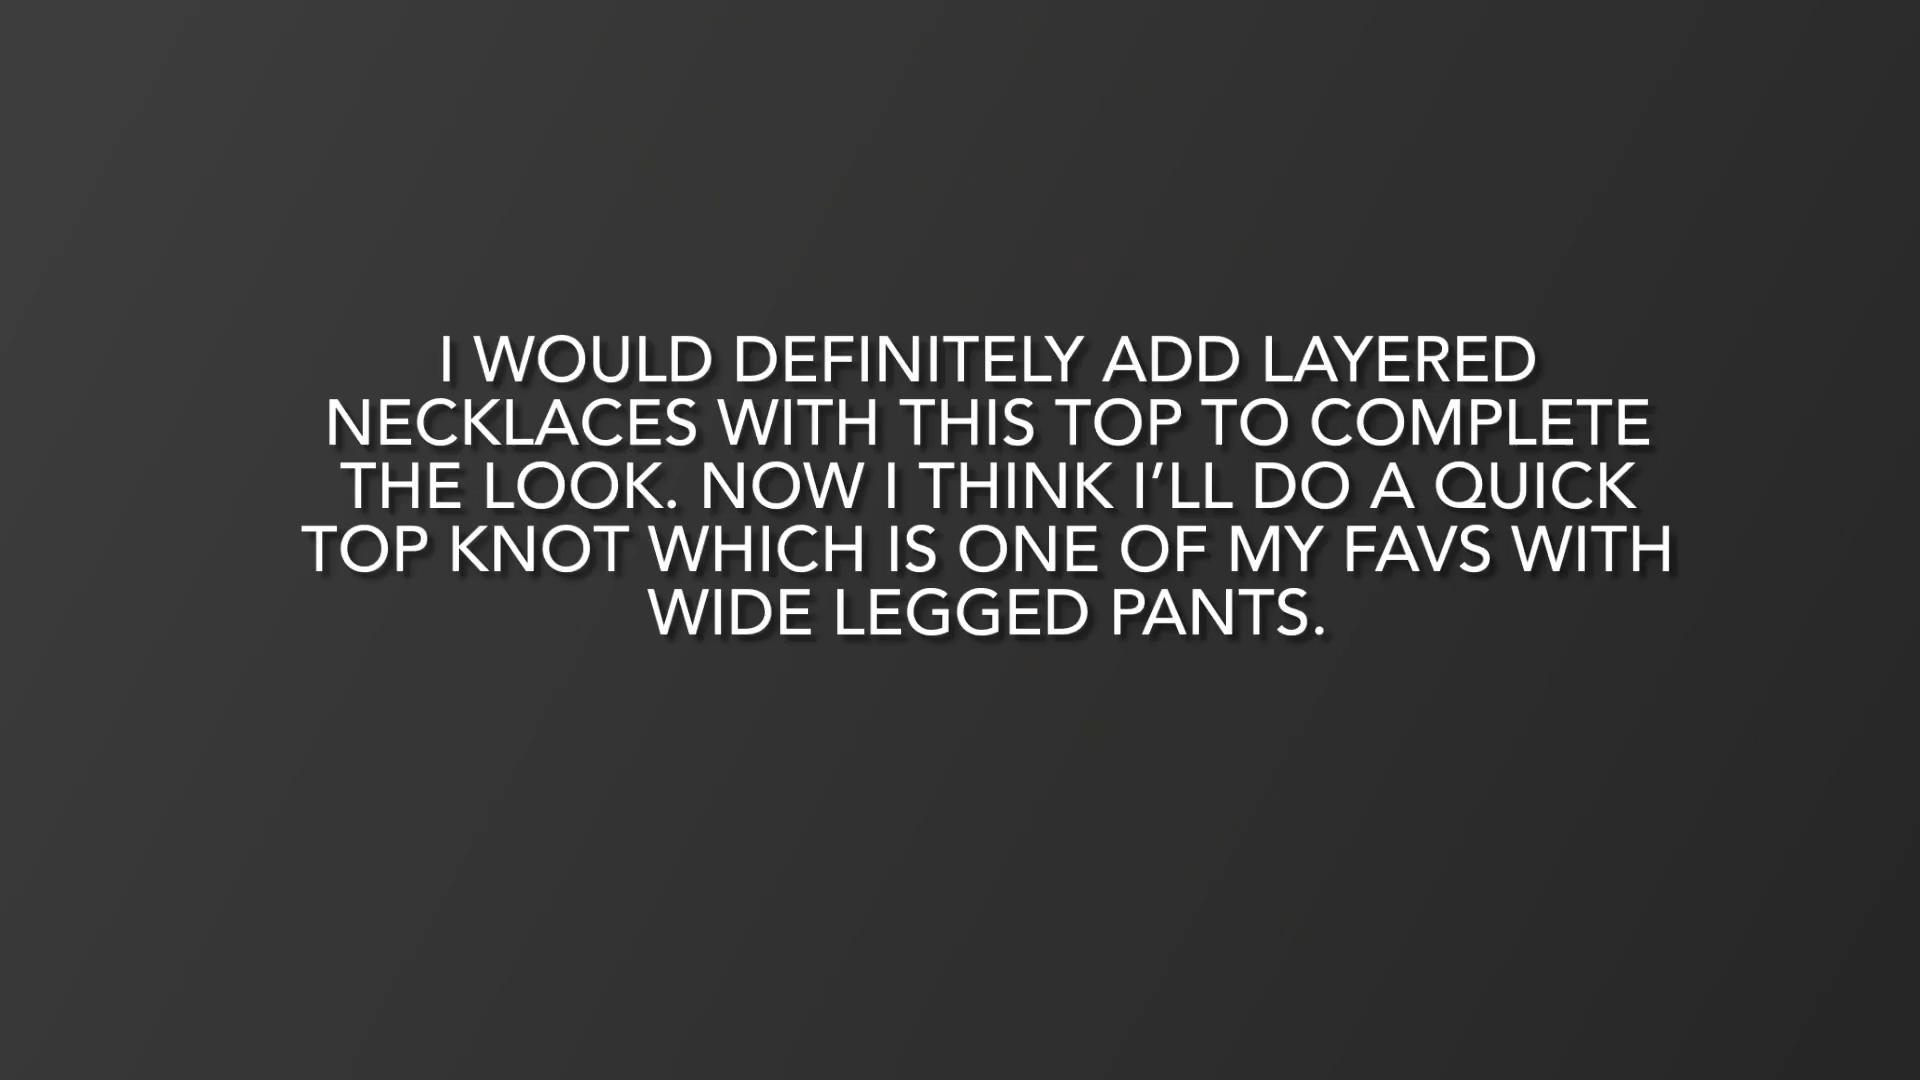 I WOULD DEFINITELY ADD LAYERED
NECKLACES WITH THIS TOP TO COMPLETE
THE LOOK. NOW I THINK I’LL DO A QUICK
TOP KNOT WHICH IS ONE OF MY FAVS WITH
WIDE LEGGED PANTS.